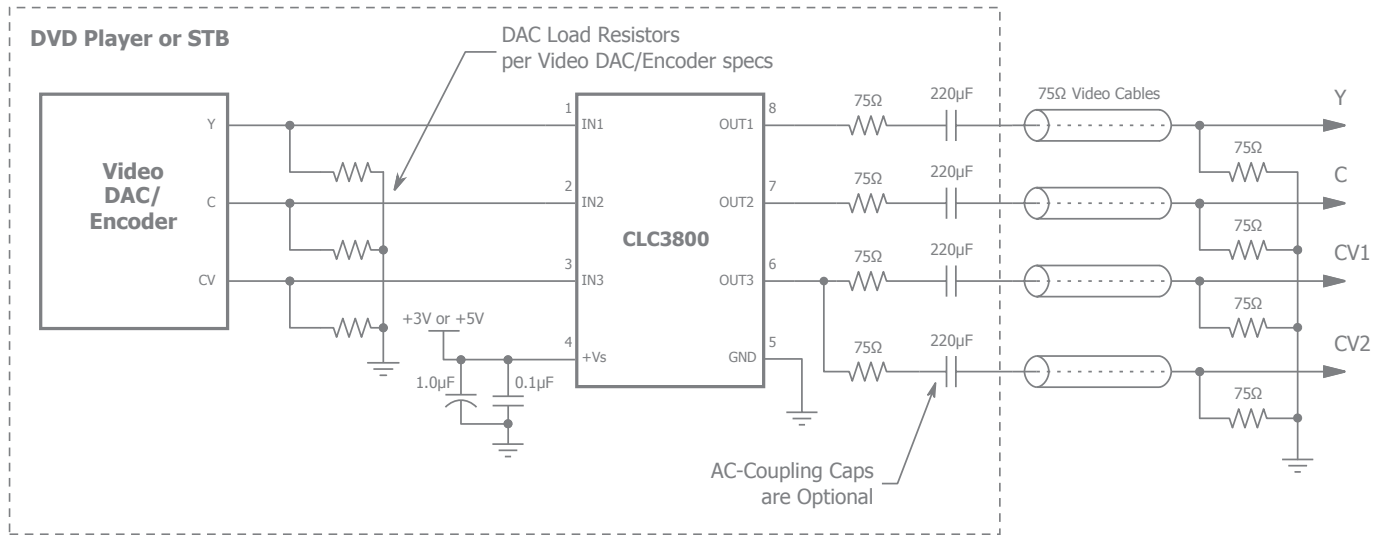 DVD Player or STB
DAC Load Resistors
per Video DAC/Encoder specs
Video
DAC/
Encoder
Y
C
CV
1
IN1
2
IN2
3
IN3
4
+Vs
CLC3800
8
OUT1
7
OUT2
6
OUT3
5
GND
+3V or +5V
1.0µF
0.1µF
75Ω
220µF
75Ω
220µF
75Ω
220µF
75Ω
220µF
AC-Coupling Caps
are Optional
75Ω Video Cables
Y
75Ω
C
75Ω
CV1
75Ω
CV2
75Ω